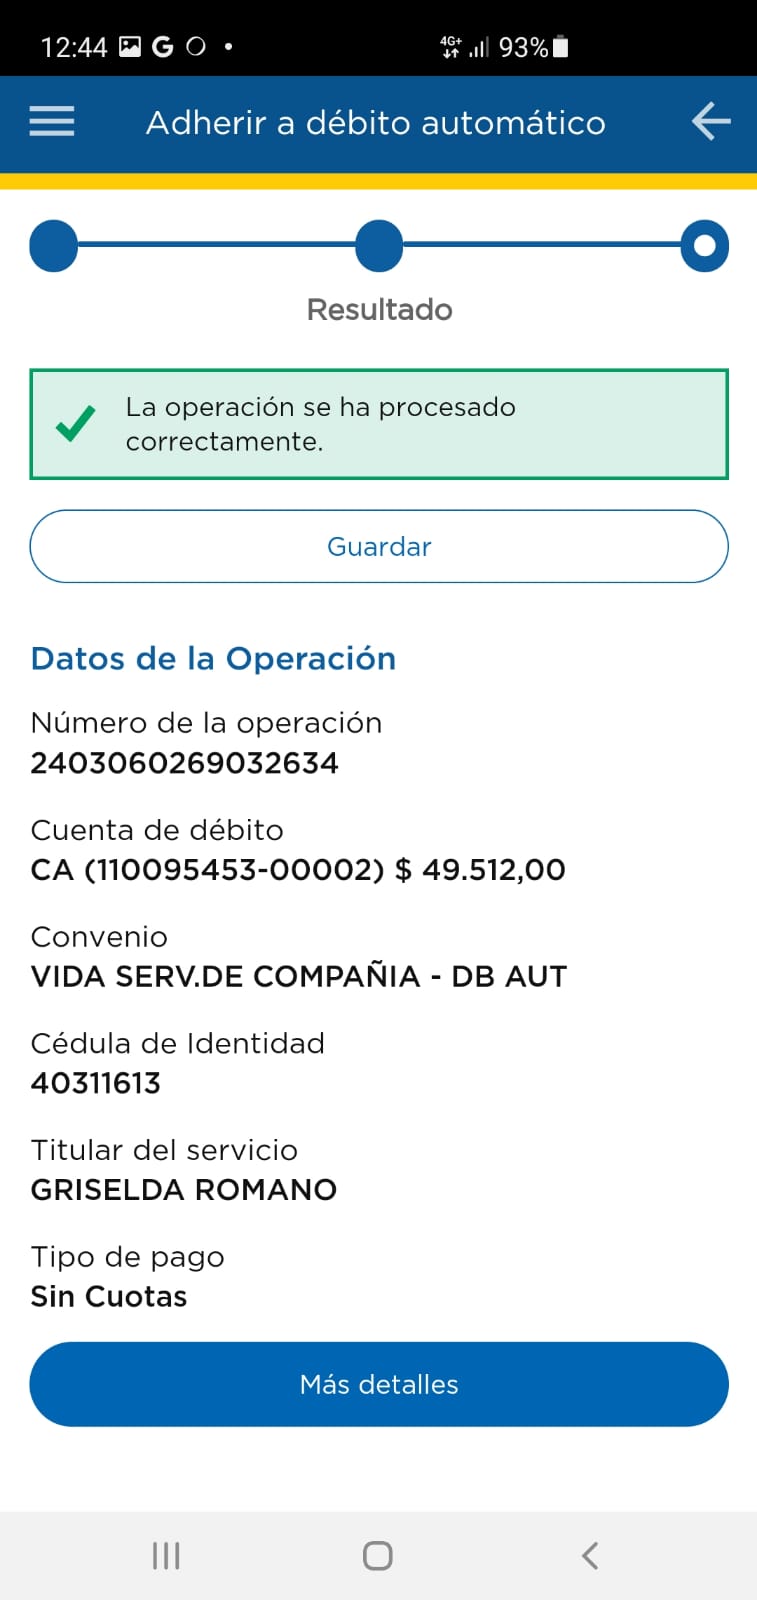 12:44
4G+ 93%
Adherir a débito automático
Resultado
La operación se ha procesado
correctamente.
Guardar
Datos de la Operación
Número de la operación
2403060269032634
Cuenta de débito
CA (110095453-00002) $ 49.512,00
Convenio
VIDA SERV.DE COMPAÑIA - DB AUT
Cédula de Identidad
40311613
Titular del servicio
GRISELDA ROMANO
Tipo de pago
Sin Cuotas
Más detalles